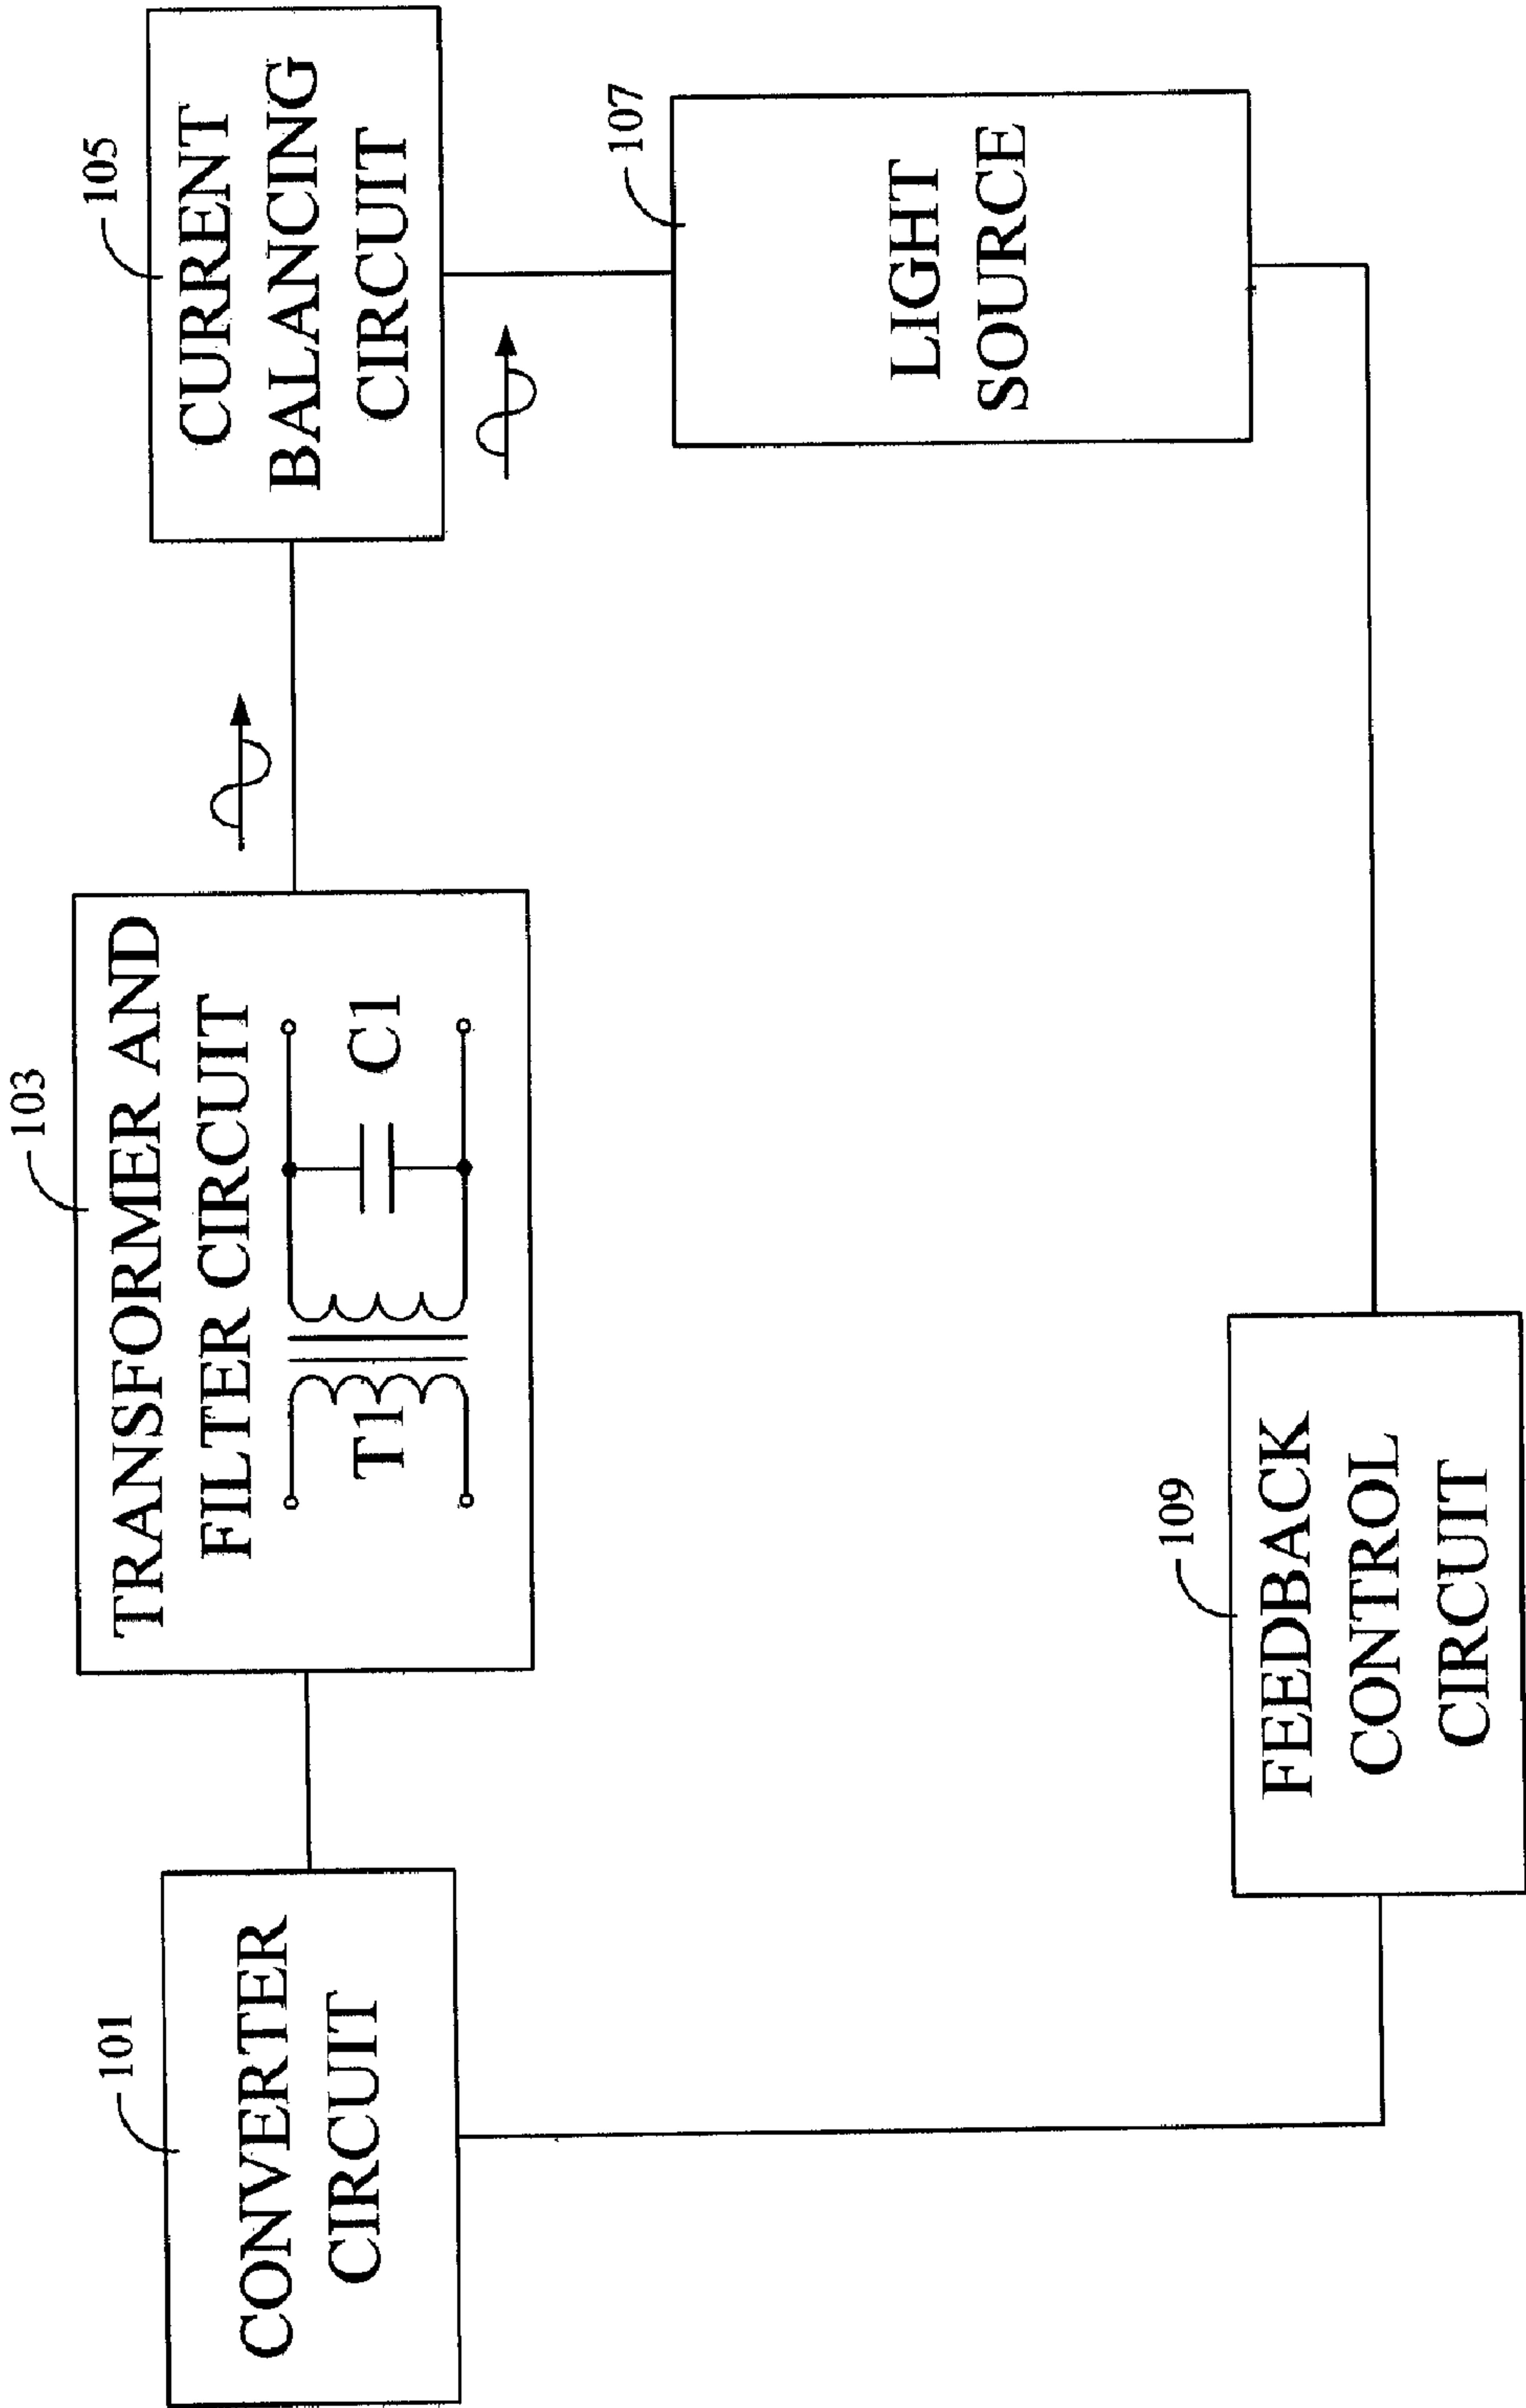 101
CONVERTER
CIRCUIT
103
TRANSFORMER AND
FILTER CIRCUIT
T1
C1
105
CURRENT
BALANCING
CIRCUIT
107
LIGHT
SOURCE
109
FEEDBACK
CONTROL
CIRCUIT